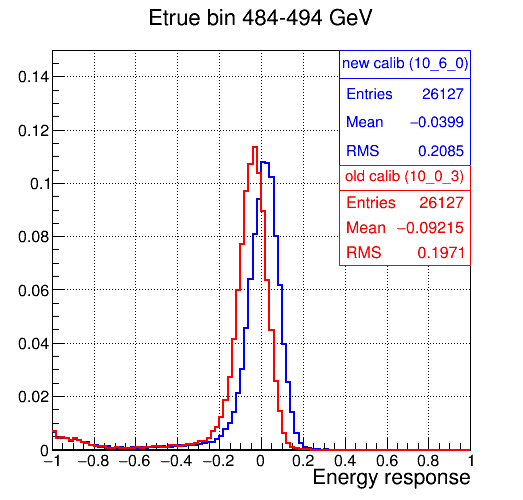 Etrue bin 484-494 GeV
new calib (10_6_0)
Entries 26127
Mean −0.0399
RMS 0.2085
old calib (10_0_3)
Entries 26127
Mean −0.09215
RMS 0.1971
0.14
0.12
0.1
0.08
0.06
0.04
0.02
0
−1 −0.8 −0.6 −0.4 −0.2 0 0.2 0.4 0.6 0.8 1
Energy response